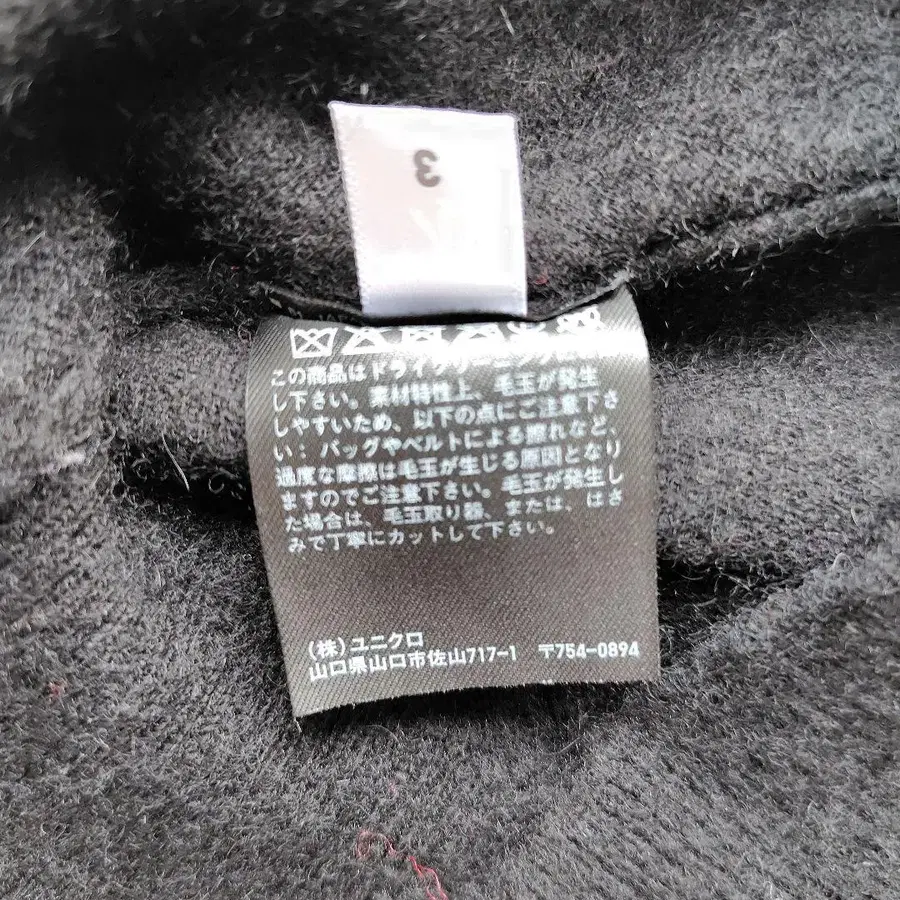 3
この商品はドライクリーニング
し下さい。素材特性上、毛玉が発生
しやすいため、以下の点にご注意下さ
い：バッグやベルトによる擦れなど、
過度な摩擦は毛玉が生じる原因となり
ますのでご注意下さい。毛玉が発生し
た場合は、毛玉取り器、または、はさ
みで丁寧にカットして下さい。
(株)ユニクロ
山口県山口市佐山717-1 〒754-0894